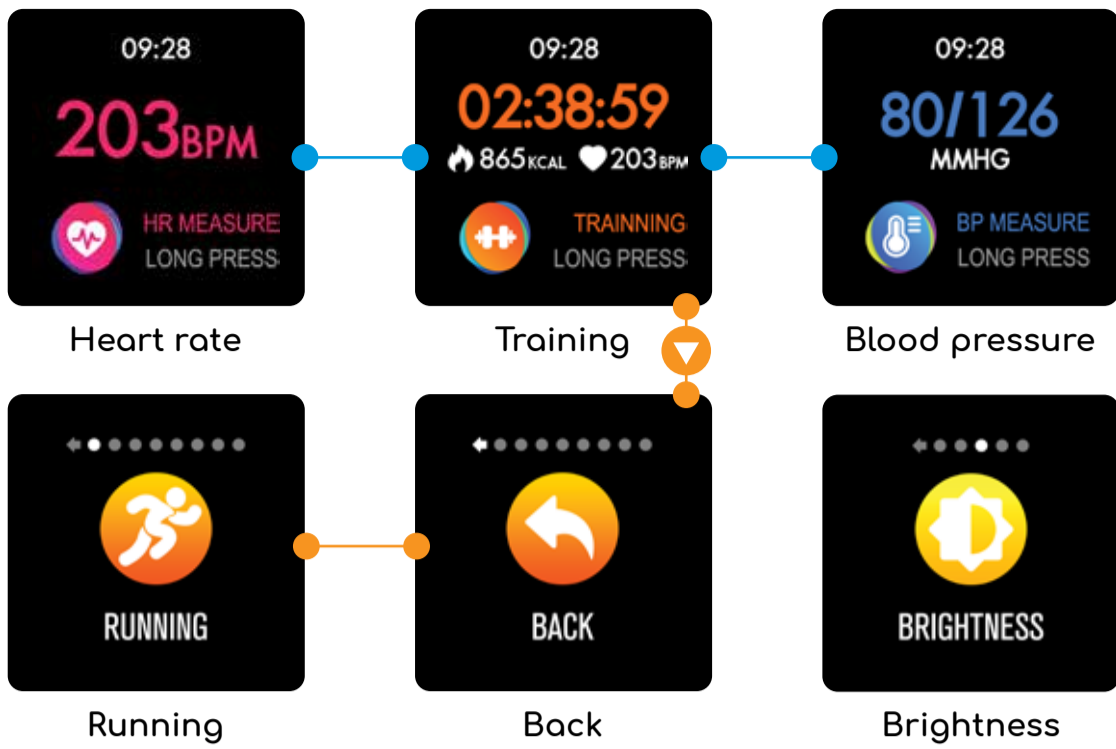 09:28
203BPM
HR MEASURE
LONG PRESS
Heart rate
09:28
02:38:59
865KCAL 203BPM
TRAINNING
LONG PRESS
Training
09:28
80/126
MMHG
BP MEASURE
LONG PRESS
Blood pressure
RUNNING
Running
BACK
Back
BRIGHTNESS
Brightness